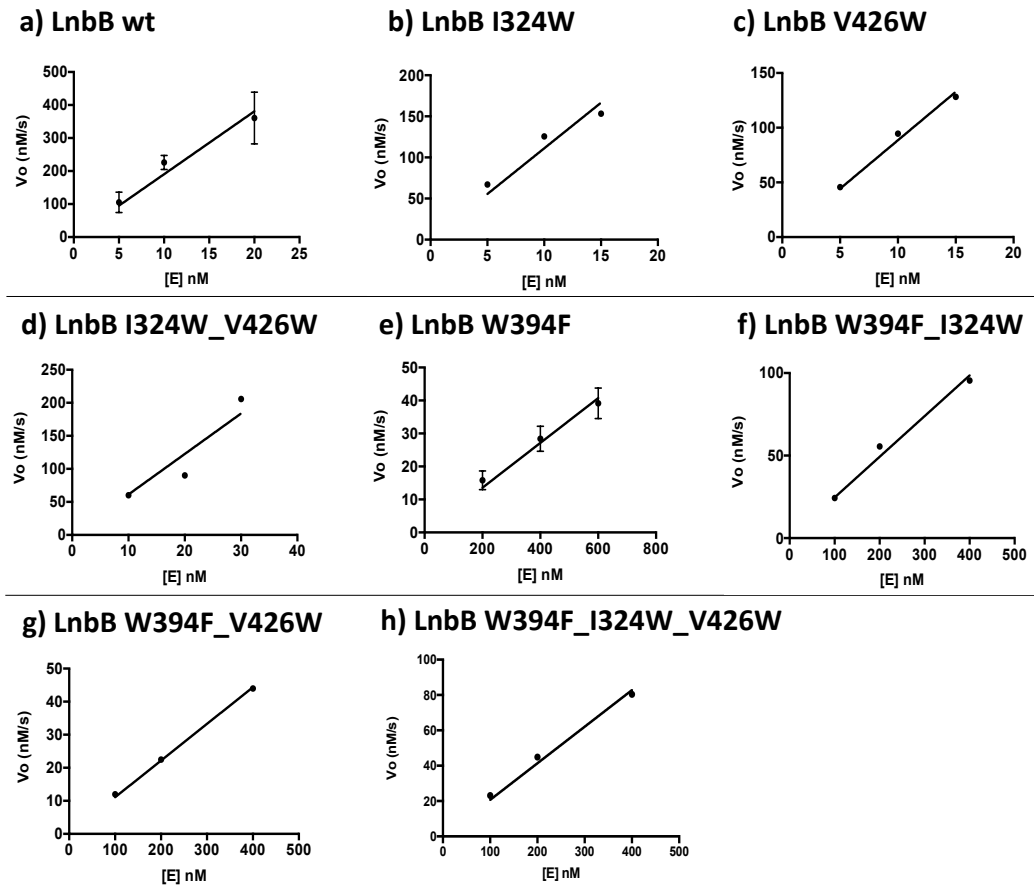 a) LnbB wt
b) LnbB I324W
c) LnbB V426W
Vo (nM/s)
500
400
300
200
100
0
0 5 10 15 20 25
[E] nM
Vo (nM/s)
200
150
100
50
0
0 5 10 15 20
[E] nM
Vo (nM/s)
150
100
50
0
0 5 10 15 20
[E] nM
d) LnbB I324W_V426W
e) LnbB W394F
f) LnbB W394F_I324W
Vo (nM/s)
250
200
150
100
50
0
0 10 20 30 40
[E] nM
Vo (nM/s)
50
40
30
20
10
0
0 200 400 600 800
[E] nM
Vo (nM/s)
100
50
0
0 100 200 300 400 500
[E] nM
g) LnbB W394F_V426W
h) LnbB W394F_I324W_V426W
Vo (nM/s)
50
40
30
20
10
0
0 100 200 300 400 500
[E] nM
Vo (nM/s)
100
80
60
40
20
0
0 100 200 300 400 500
[E] nM